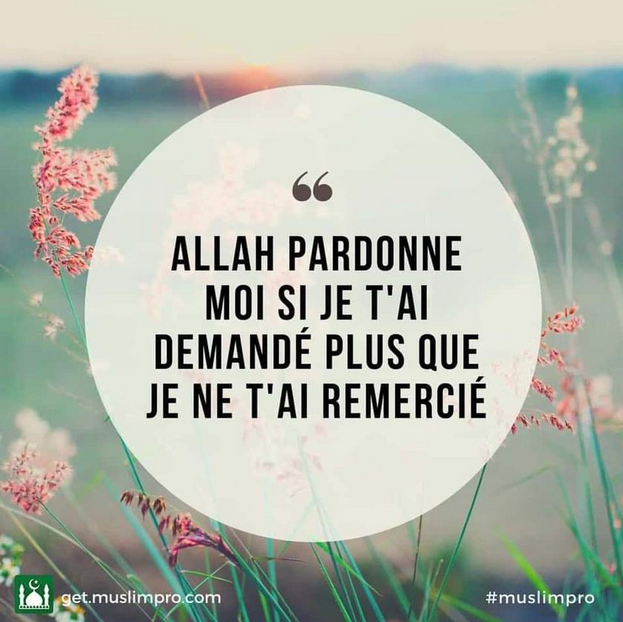 ❝
ALLAH PARDONNE
MOI SI JE T'AI
DEMANDÉ PLUS QUE
JE NE T'AI REMERCIÉ
get.muslimpro.com
#muslimpro